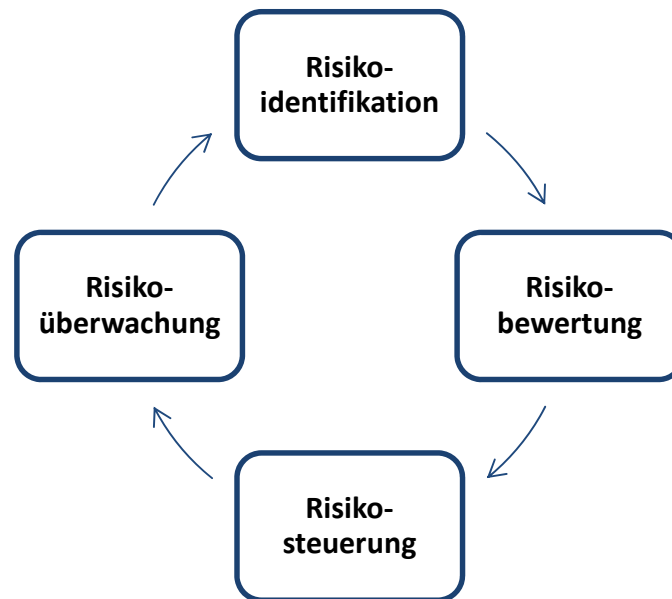 Risiko-
identifikation
Risiko-
bewertung
Risiko-
steuerung
Risiko-
überwachung